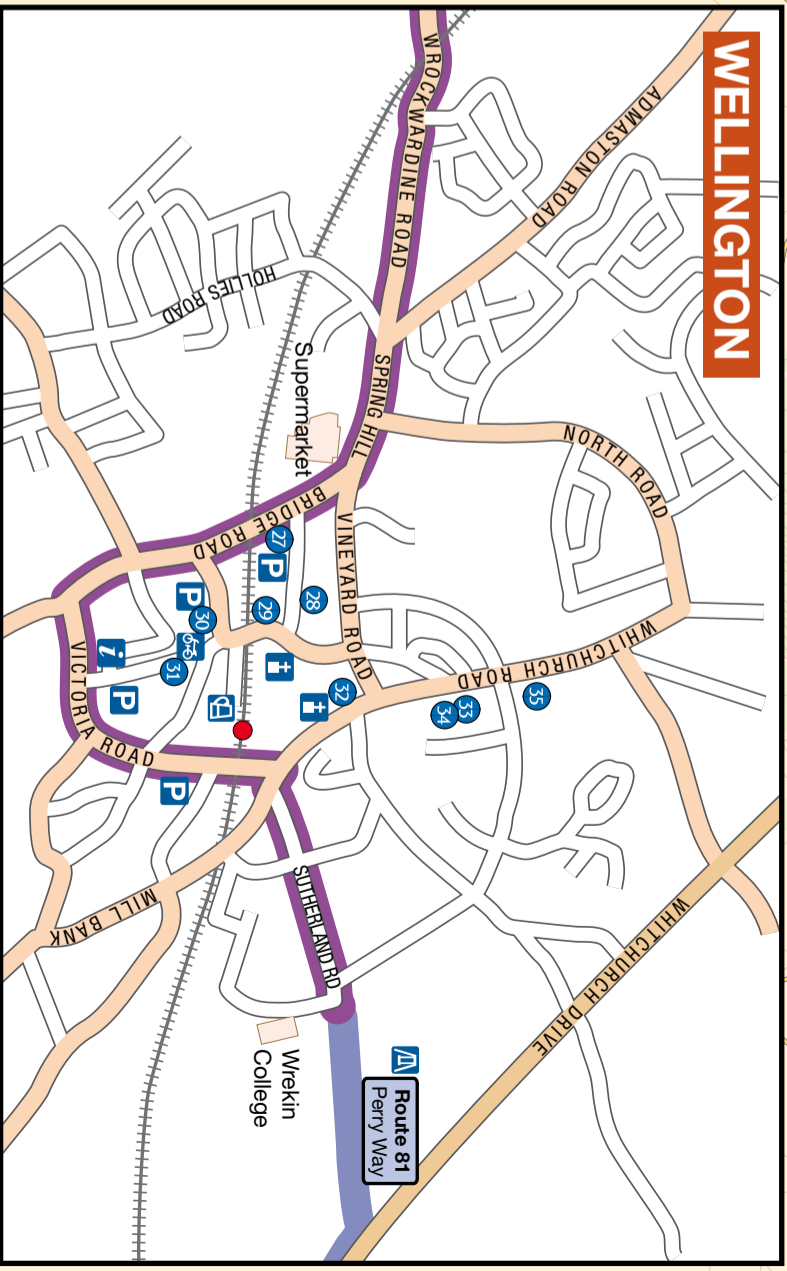 WELLINGTON
WROCKWARDINE ROAD
ADMASTON ROAD
HOLLIES ROAD
SPRING HILL
Supermarket
NORTH ROAD
BRIDGE ROAD
VINEYARD ROAD
WHITCHURCH ROAD
27
P
28
29
P
30
31
i
P
32
33
34
35
VICTORIA ROAD
P
MILL BANK
SUTHERLAND RD
WHITCHURCH DRIVE
Wrekin
College
Route 81
Perry Way